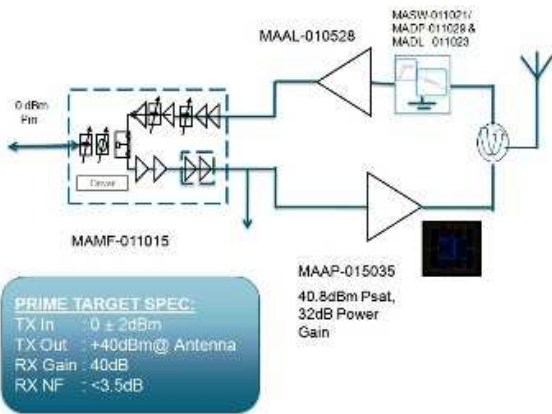 MASW-011021/
MADP-011029 &
MADL 011023
MAAL-010528
0 dBm
Pin
Driver
MAMF-011015
MAAP-015035
40.8dBm Psat,
32dB Power
Gain
PRIME TARGET SPEC:
TX In : 0 ± 2dBm
TX Out : +40dBm@ Antenna
RX Gain : 40dB
RX NF : <3.5dB